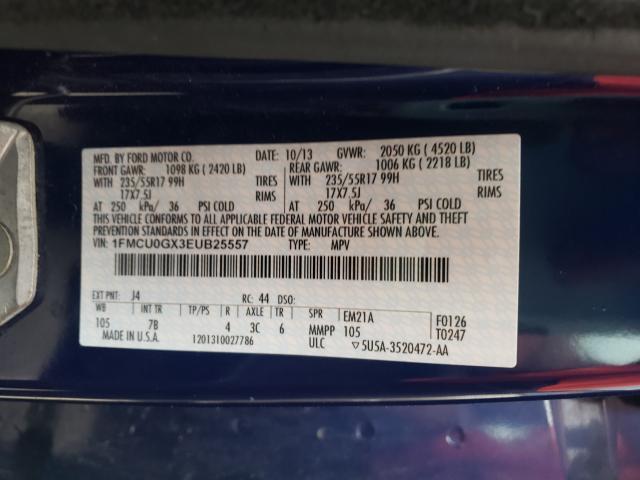 MFD. BY FORD MOTOR CO. DATE: 10/13 GVWR: 2050 KG ( 4520 LB)
FRONT GAWR: 1098 KG ( 2420 LB) REAR GAWR: 1006 KG ( 2218 LB)
WITH 235/55R17 99H TIRES WITH 235/55R17 99H TIRES
17X7.5J RIMS 17X7.5J RIMS
AT 250 kPa/ 36 PSI COLD AT 250 kPa/ 36 PSI COLD
THIS VEHICLE CONFORMS TO ALL APPLICABLE FEDERAL MOTOR VEHICLE SAFETY AND THEFT
PREVENTION STANDARDS IN EFFECT ON THE DATE OF MANUFACTURE SHOWN ABOVE.
VIN: 1FMCU0GX3EUB25557 TYPE: MPV
EXT PNT: J4 RC: 44 DSO:
WB INT TR TP/PS R AXLE TR SPR EM21A F0126
105 7B 4 3C 6 MMPP 105 T0247
MADE IN U.S.A. 1201310027786 ULC ▽5U5A-3520472-AA